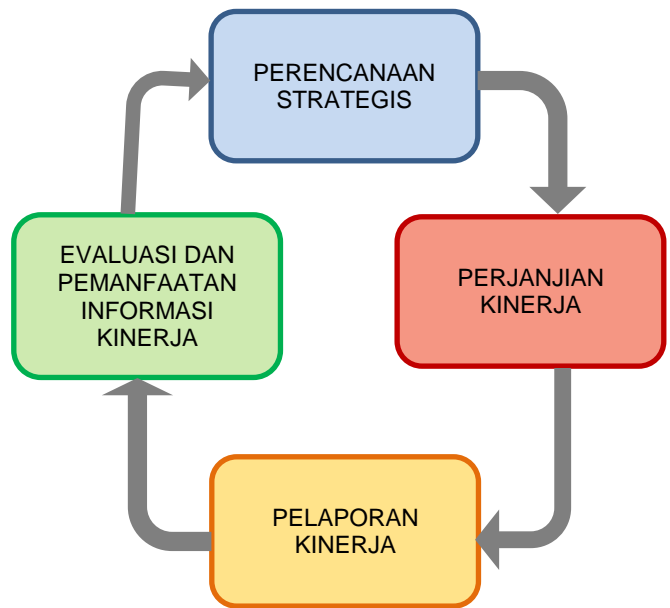 PERENCANAAN
STRATEGIS
PERJANJIAN
KINERJA
PELAPORAN
KINERJA
EVALUASI DAN
PEMANFAATAN
INFORMASI
KINERJA